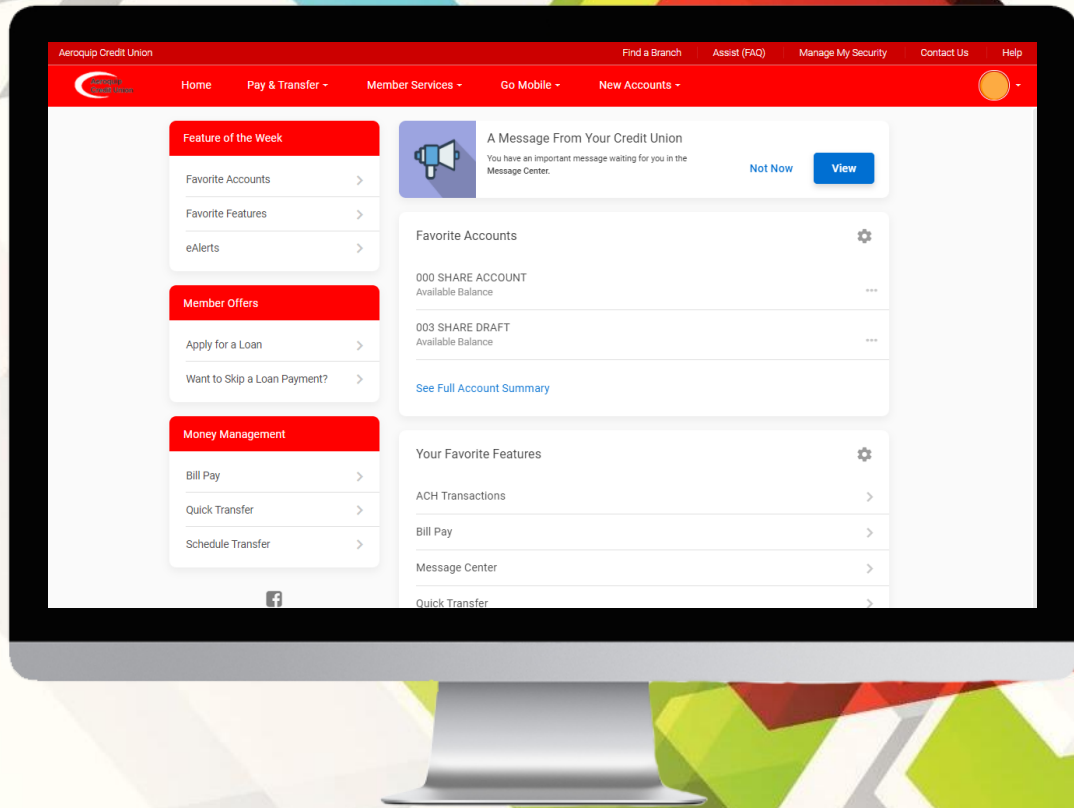 Aeroquip Credit Union
Find a Branch
Assist (FAQ)
Manage My Security
Contact Us
Help
Home
Pay & Transfer
Member Services
Go Mobile
New Accounts
Feature of the Week
Favorite Accounts
Favorite Features
eAlerts
Member Offers
Apply for a Loan
Want to Skip a Loan Payment?
Money Management
Bill Pay
Quick Transfer
Schedule Transfer
A Message From Your Credit Union
You have an important message waiting for you in the
Message Center.
Not Now
View
Favorite Accounts
000 SHARE ACCOUNT
Available Balance
003 SHARE DRAFT
Available Balance
See Full Account Summary
Your Favorite Features
ACH Transactions
Bill Pay
Message Center
Quick Transfer